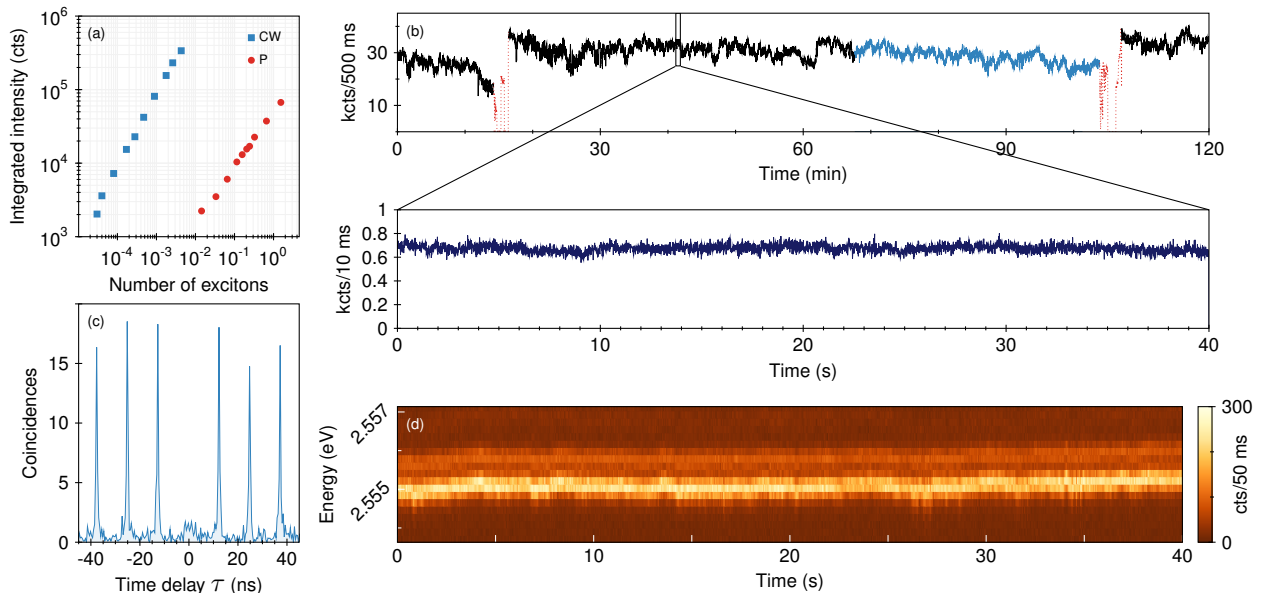 (a)
CW
P
10^6
10^5
10^4
10^3
Integrated intensity (cts)
10^-4 10^-3 10^-2 10^-1 10^0
Number of excitons
(b)
30
10
kcts/500 ms
0 30 60 90 120
Time (min)
1
0.8
0.6
0.4
0.2
0
kcts/10 ms
0 10 20 30 40
Time (s)
(c)
15
10
5
0
Coincidences
-40 -20 0 20 40
Time delay τ (ns)
(d)
2.557
2.555
Energy (eV)
0 10 20 30 40
Time (s)
300
0
cts/50 ms